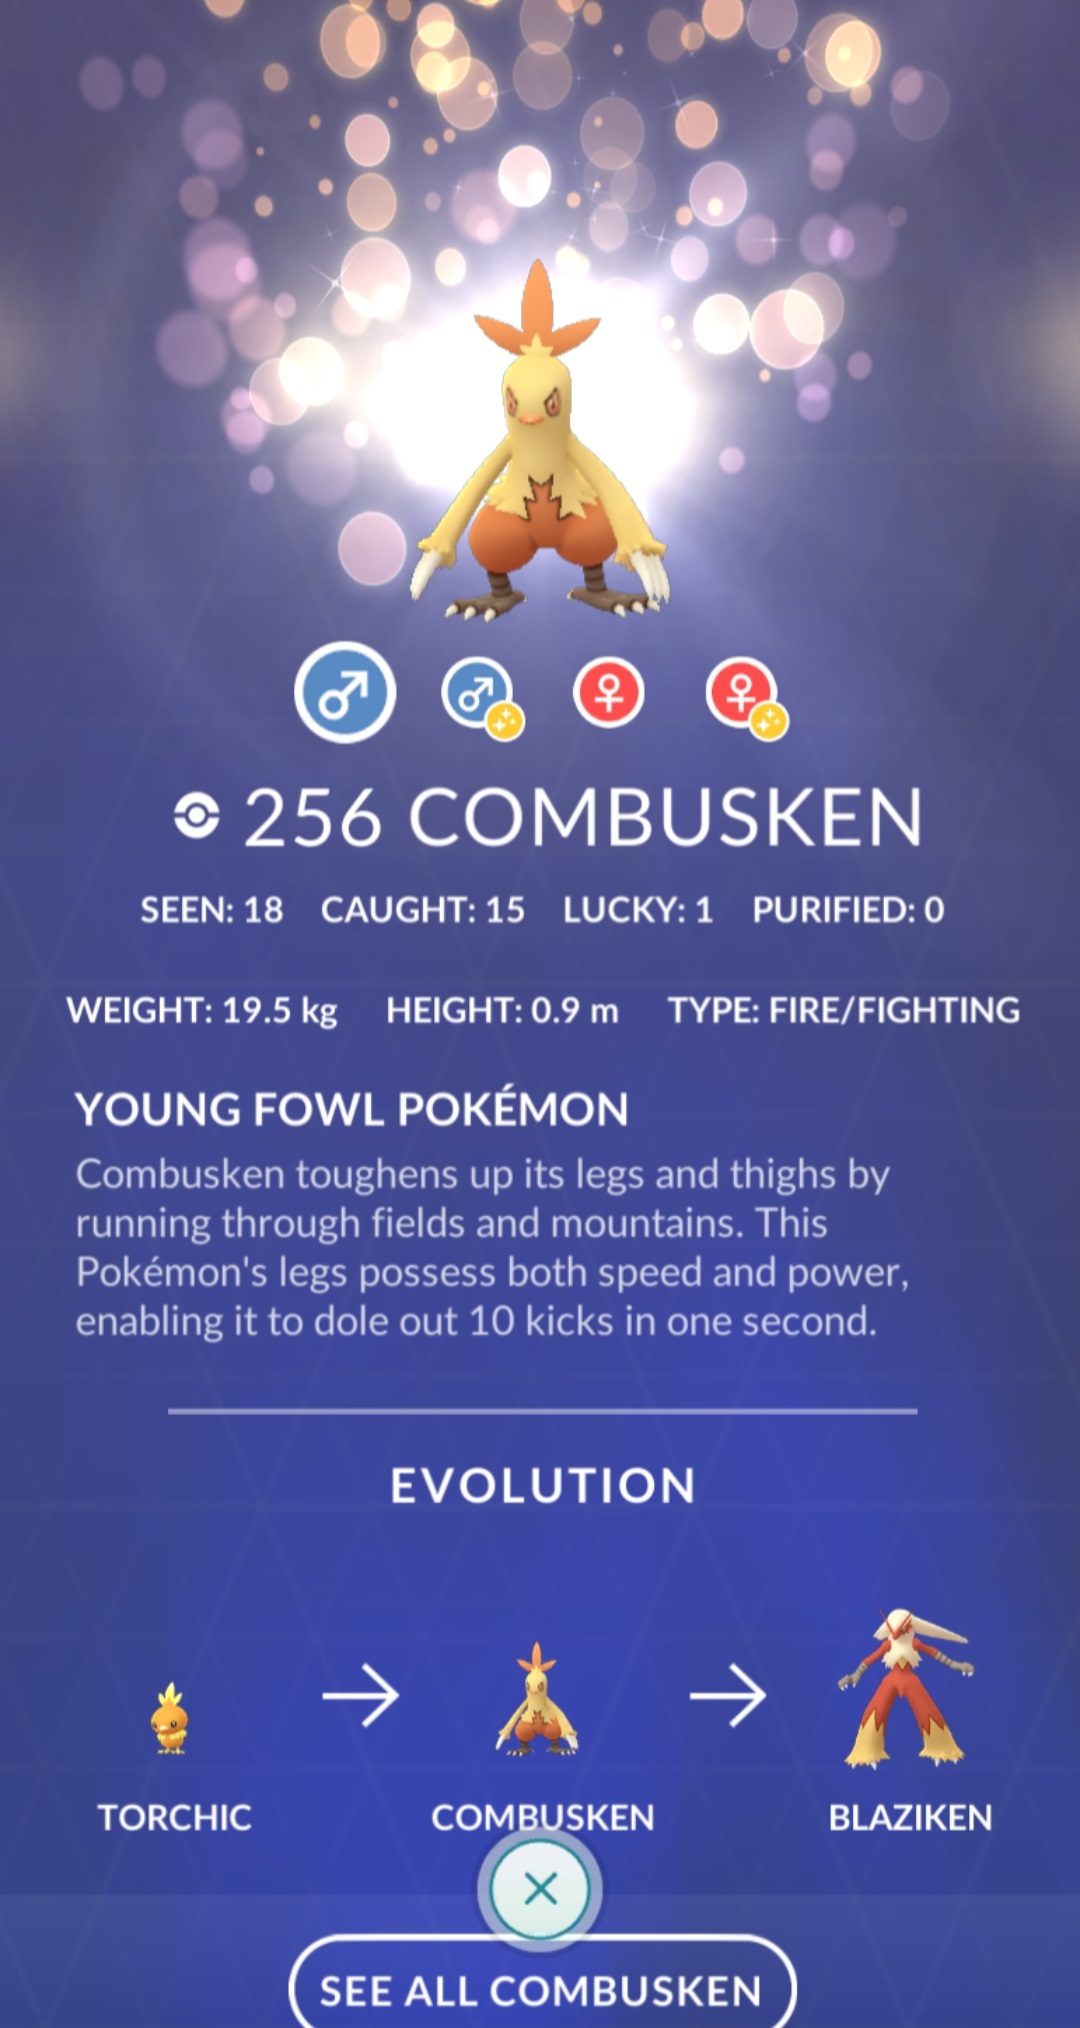 256 COMBUSKEN
SEEN: 18 CAUGHT: 15 LUCKY: 1 PURIFIED: 0
WEIGHT: 19.5 kg HEIGHT: 0.9 m TYPE: FIRE/FIGHTING
YOUNG FOWL POKÉMON
Combusken toughens up its legs and thighs by
running through fields and mountains. This
Pokémon's legs possess both speed and power,
enabling it to dole out 10 kicks in one second.
EVOLUTION
TORCHIC COMBUSKEN BLAZIKEN
SEE ALL COMBUSKEN